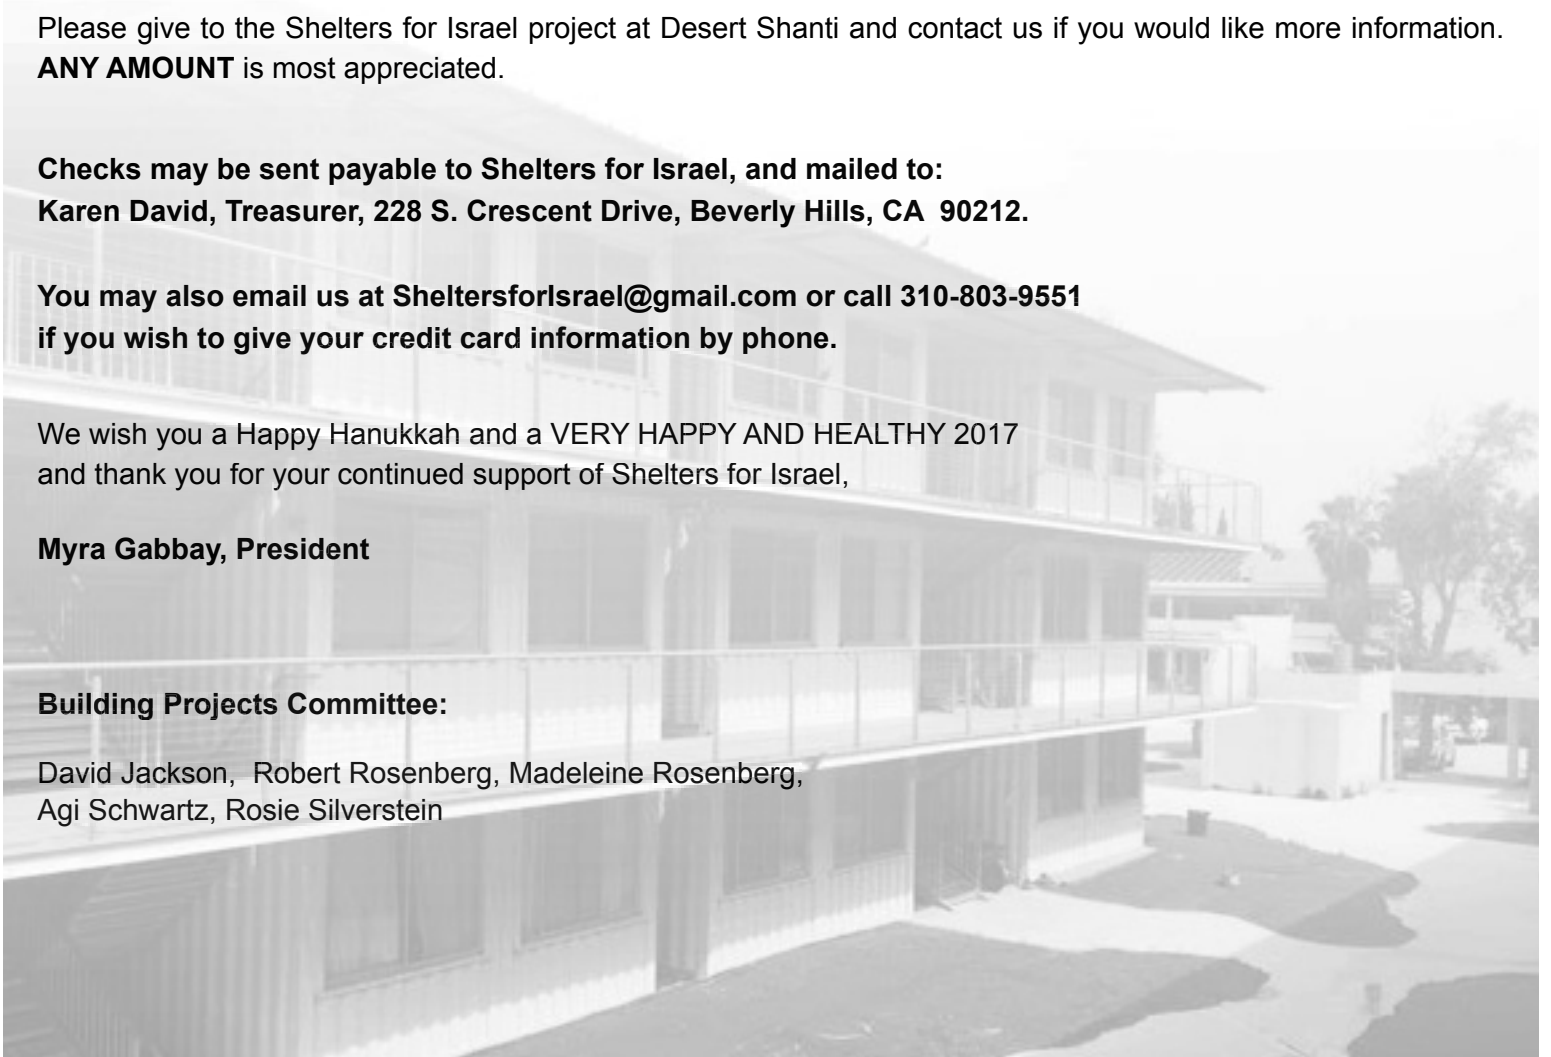 Please give to the Shelters for Israel project at Desert Shanti and contact us if you would like more information.
ANY AMOUNT is most appreciated.
Checks may be sent payable to Shelters for Israel, and mailed to:
Karen David, Treasurer, 228 S. Crescent Drive, Beverly Hills, CA  90212.
You may also email us at SheltersforIsrael@gmail.com or call 310-803-9551
if you wish to give your credit card information by phone.
We wish you a Happy Hanukkah and a VERY HAPPY AND HEALTHY 2017
and thank you for your continued support of Shelters for Israel,
Myra Gabbay, President
Building Projects Committee:
David Jackson,  Robert Rosenberg, Madeleine Rosenberg,
Agi Schwartz, Rosie Silverstein